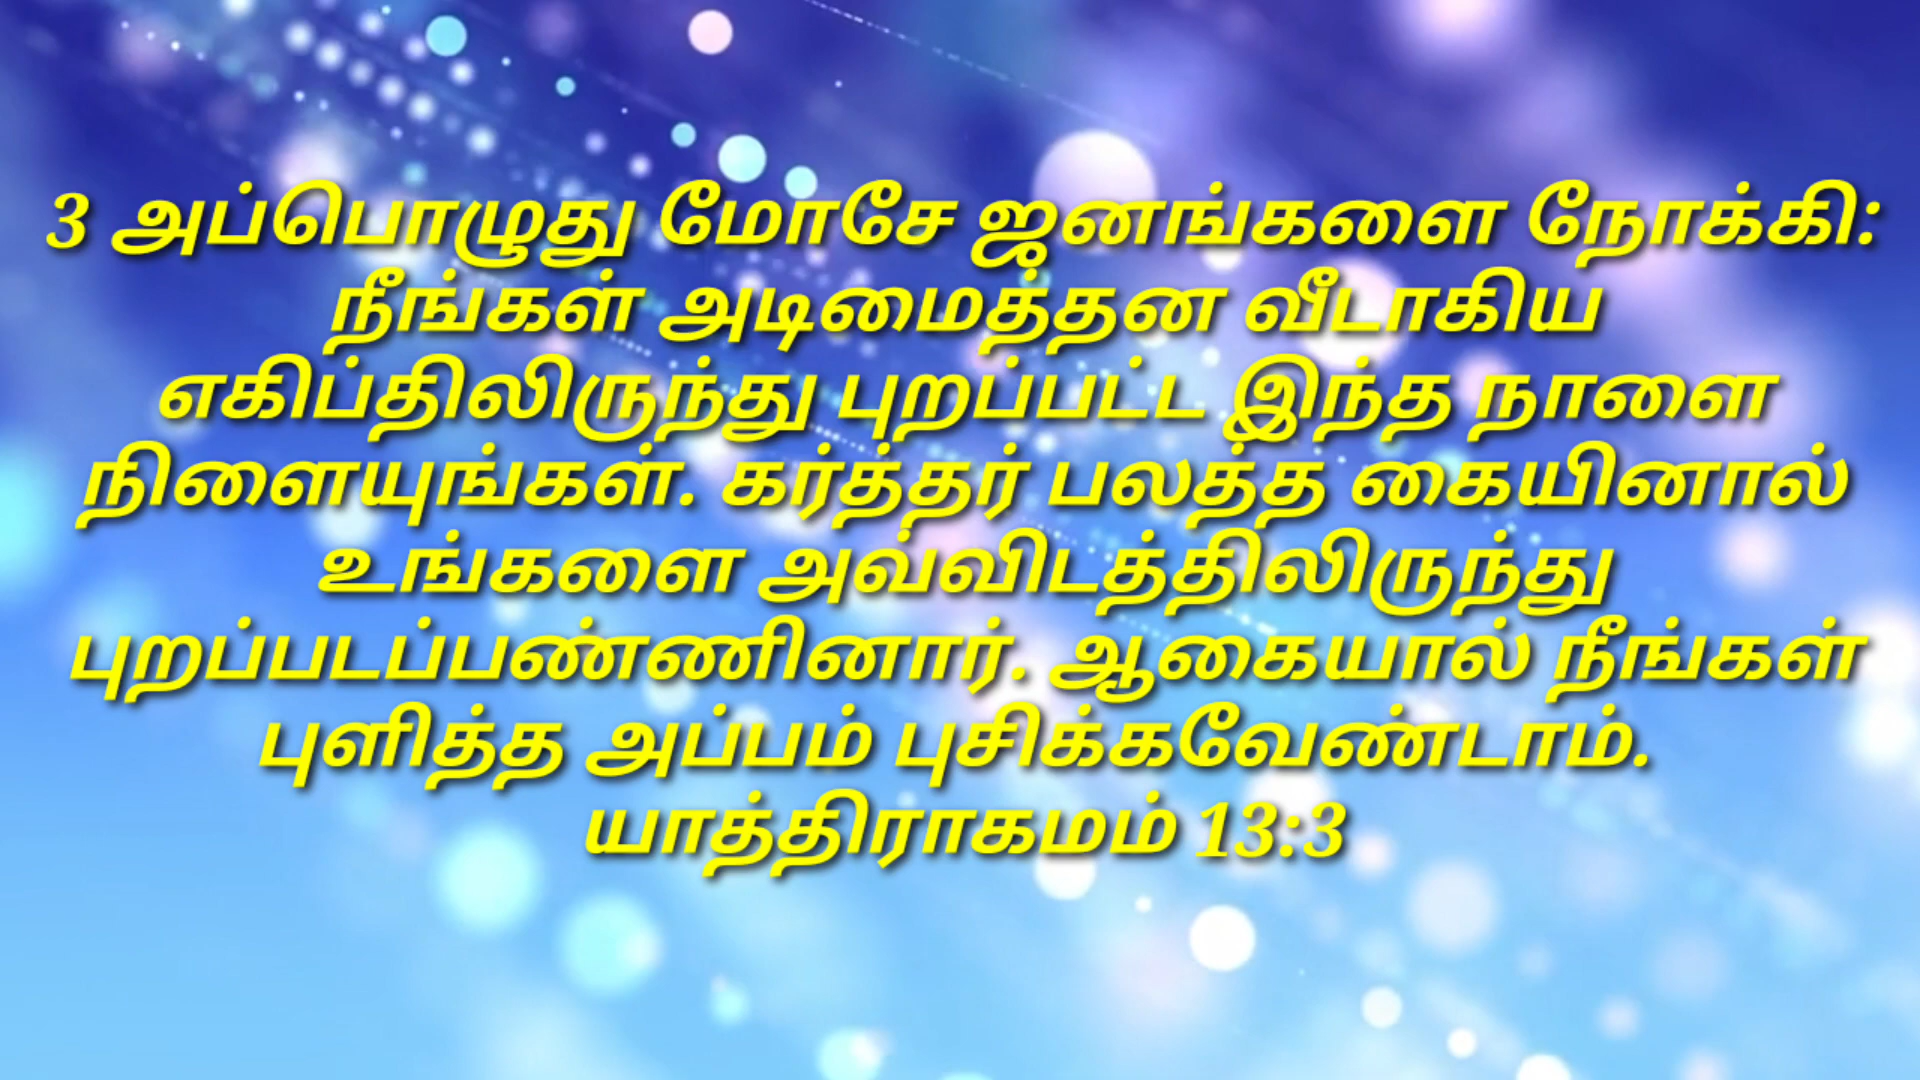 3 அப்பொழுது மோசே ஜனங்களை நோக்கி:
நீங்கள் அடிமைத்தன வீடாகிய
எகிப்திலிருந்து புறப்பட்ட இந்த நாளை
நிளையுங்கள். கர்த்தர் பலத்த கையினால்
உங்களை அவ்விடத்திலிருந்து
புறப்படப்பண்ணினார். ஆகையால் நீங்கள்
புளித்த அப்பம் புசிக்கவேண்டாம்.
யாத்திராகமம் 13:3